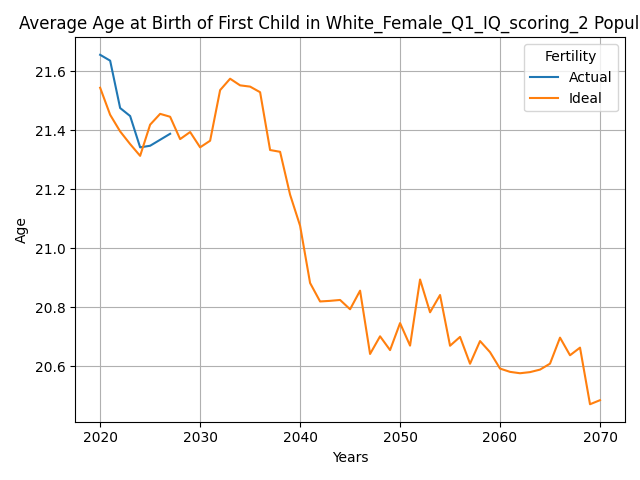 Average Age at Birth of First Child in White_Female_Q1_IQ_scoring_2 Popul
Fertility
Actual
Ideal
21.6
21.4
21.2
21.0
20.8
20.6
Age
2020 2030 2040 2050 2060 2070
Years